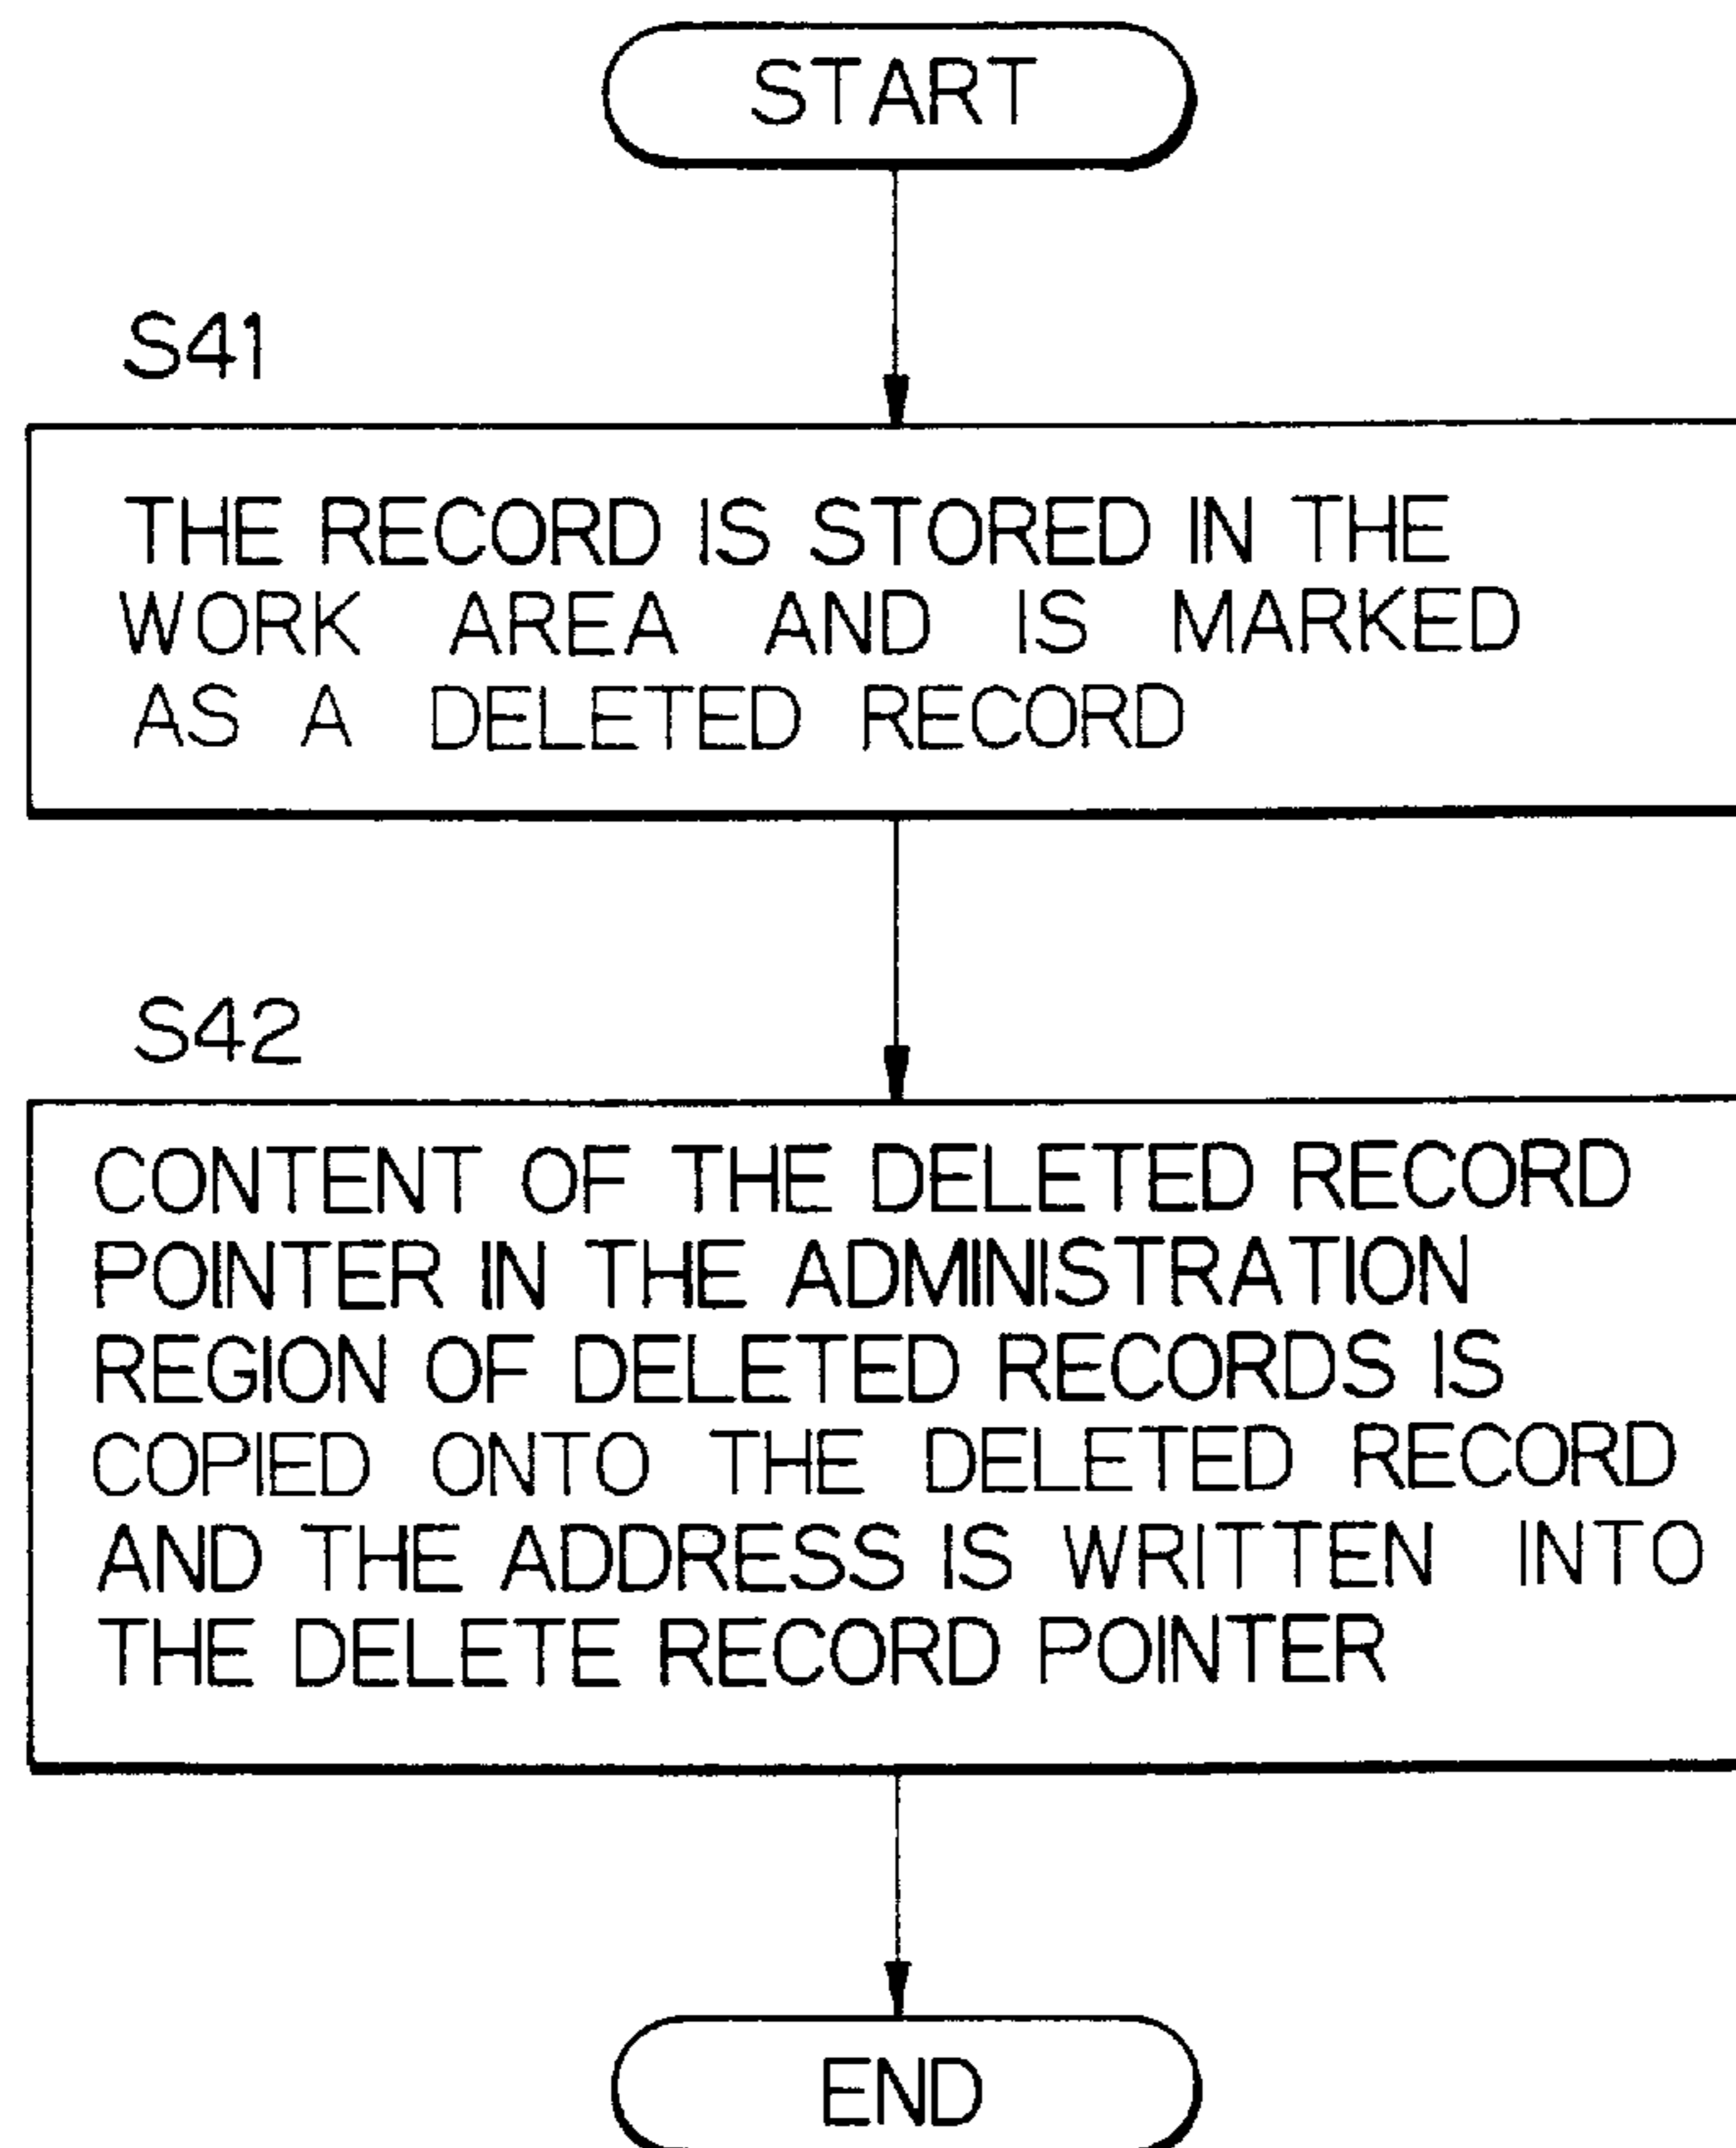 START
S41
THE RECORD IS STORED IN THE
WORK AREA AND IS MARKED
AS A DELETED RECORD
S42
CONTENT OF THE DELETED RECORD
POINTER IN THE ADMINISTRATION
REGION OF DELETED RECORDS IS
COPIED ONTO THE DELETED RECORD
AND THE ADDRESS IS WRITTEN INTO
THE DELETE RECORD POINTER
END